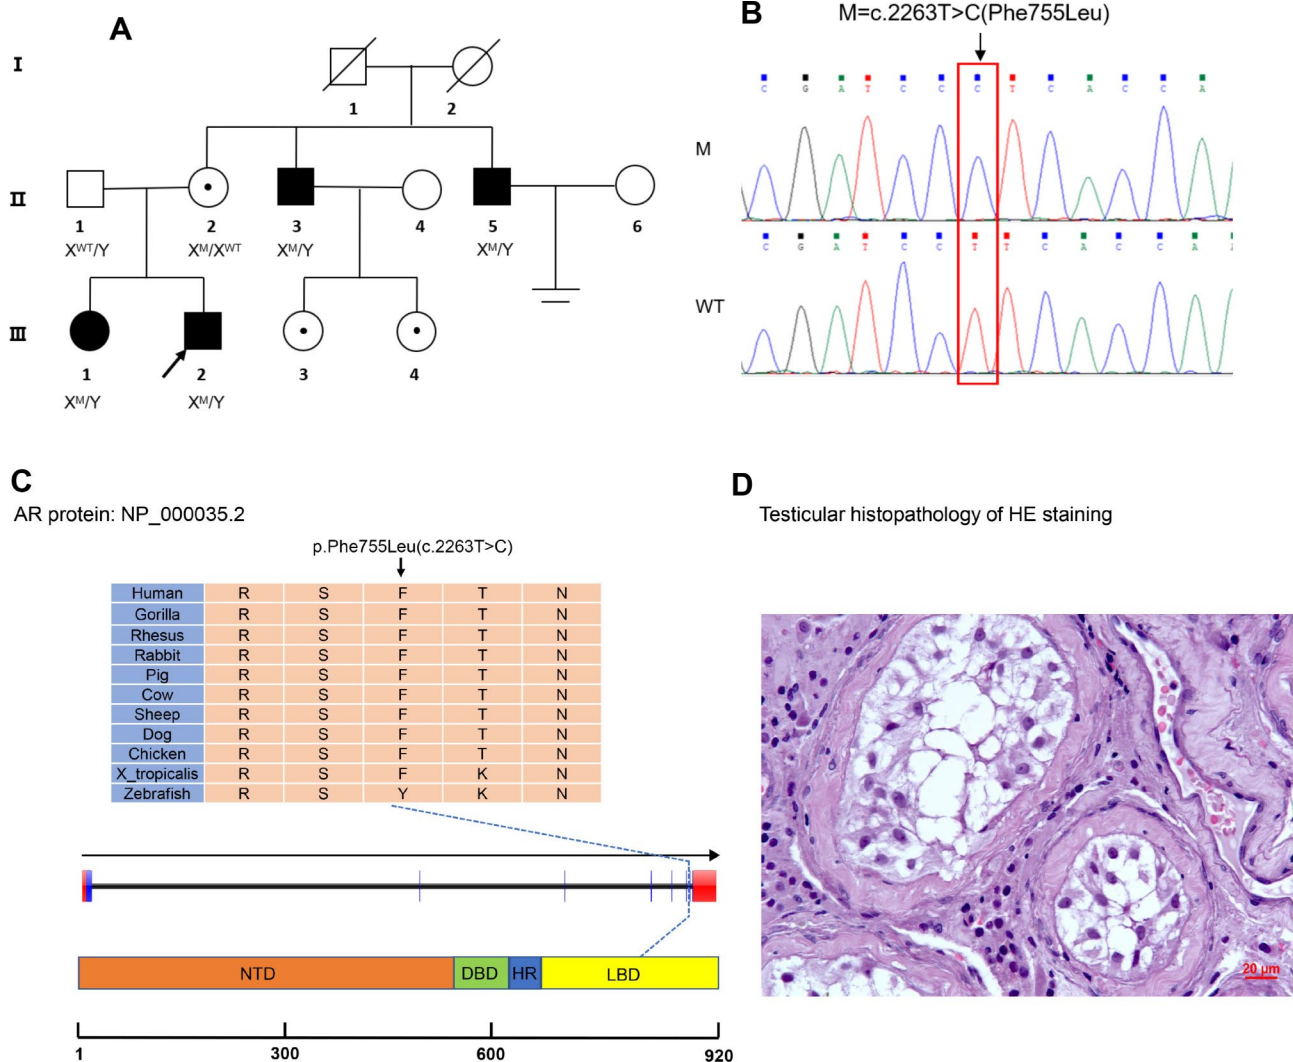 A
I
1 2
II
1 2 3 4 5 6
X^WT/Y X^M/X^WT X^M/Y X^M/Y
III
1 2 3 4
X^M/Y X^M/Y
B
M=c.2263T>C(Phe755Leu)
C G A T C C C T C A C C A
M
C G A T C C T T C A C C A
WT
C
AR protein: NP_000035.2
p.Phe755Leu(c.2263T>C)
Human R S F T N
Gorilla R S F T N
Rhesus R S F T N
Rabbit R S F T N
Pig R S F T N
Cow R S F T N
Sheep R S F T N
Dog R S F T N
Chicken R S F T N
X_tropicalis R S F K N
Zebrafish R S Y K N
NTD DBD HR LBD
1 300 600 920
D
Testicular histopathology of HE staining
20 μm